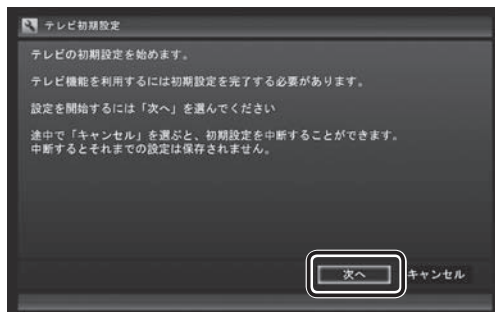 テレビ初期設定
テレビの初期設定を始めます。
テレビ機能を利用するには初期設定を完了する必要があります。
設定を開始するには「次へ」を選んでください
途中で「キャンセル」を選ぶと、初期設定を中断することができます。
中断するとそれまでの設定は保存されません。
次へ キャンセル